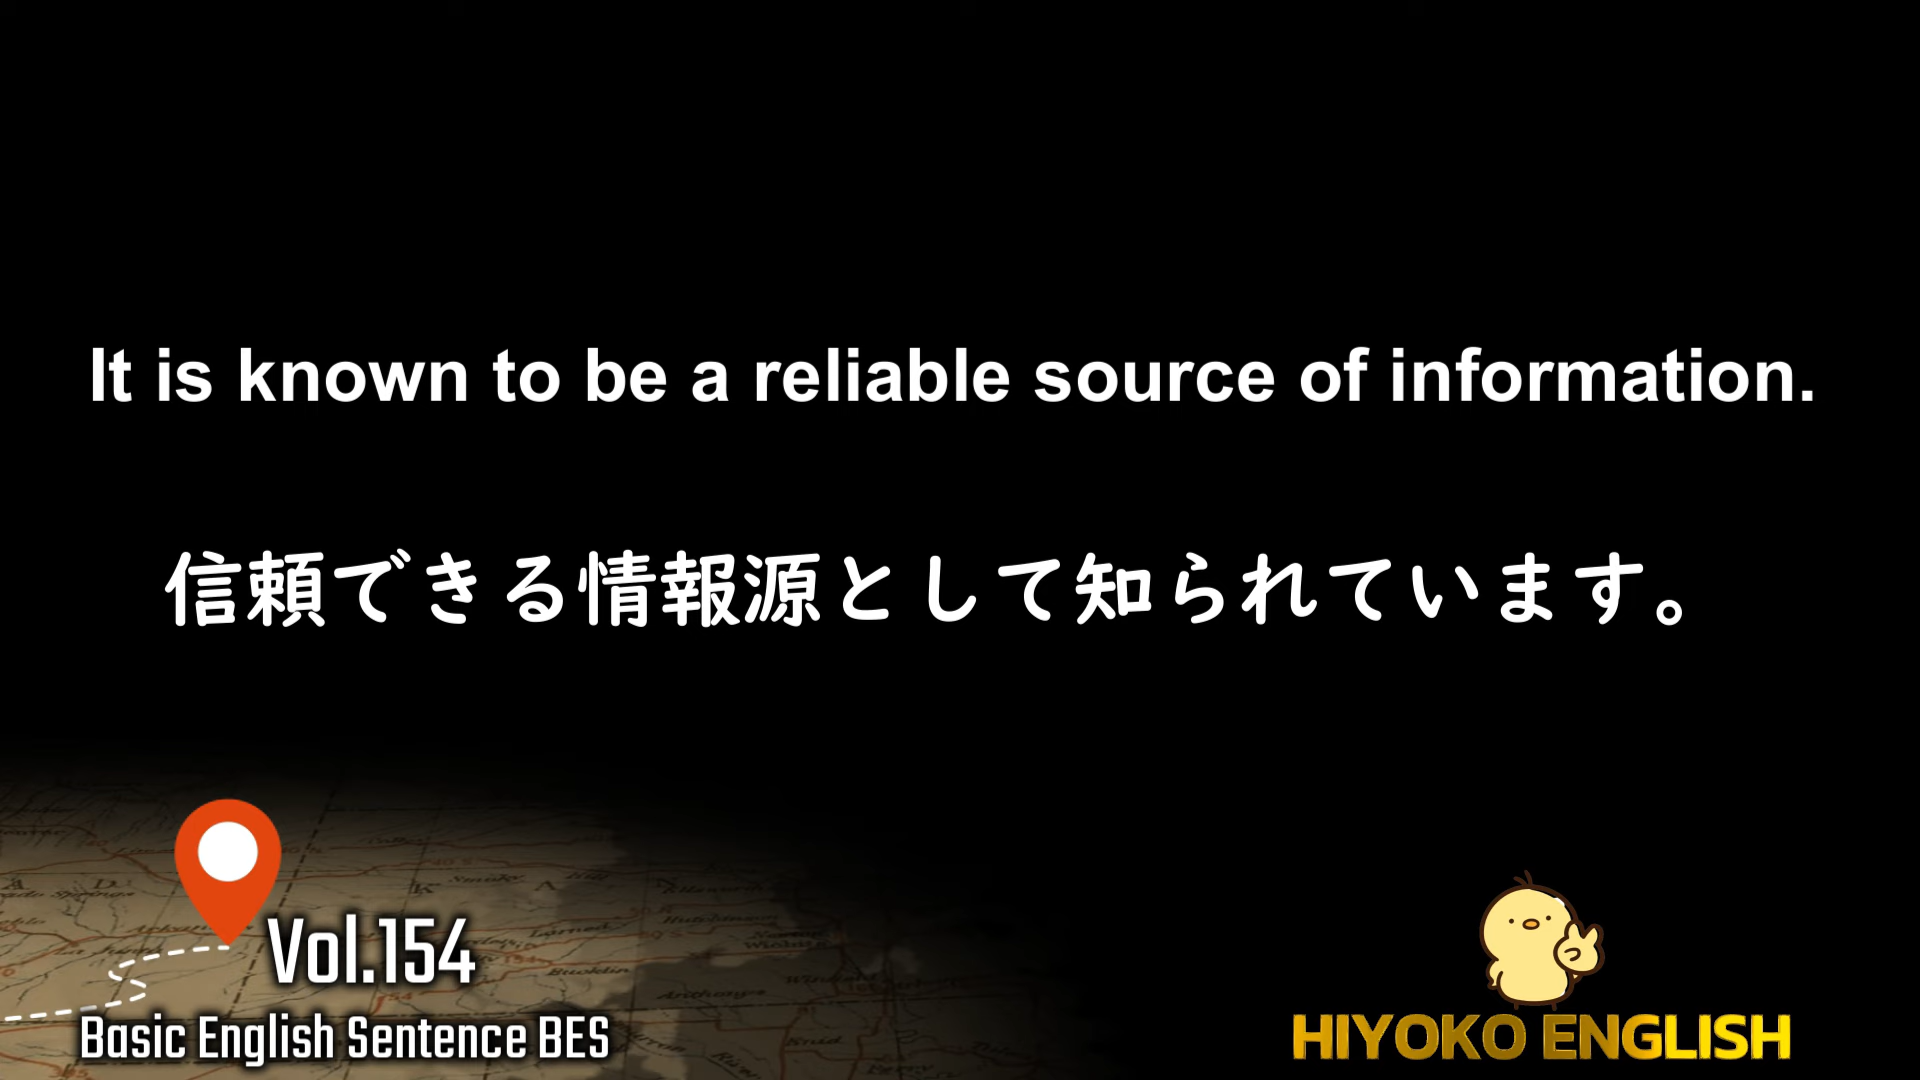 It is known to be a reliable source of information.
信頼できる情報源として知られています。
Vol.154
Basic English Sentence BES
HIYOKO ENGLISH